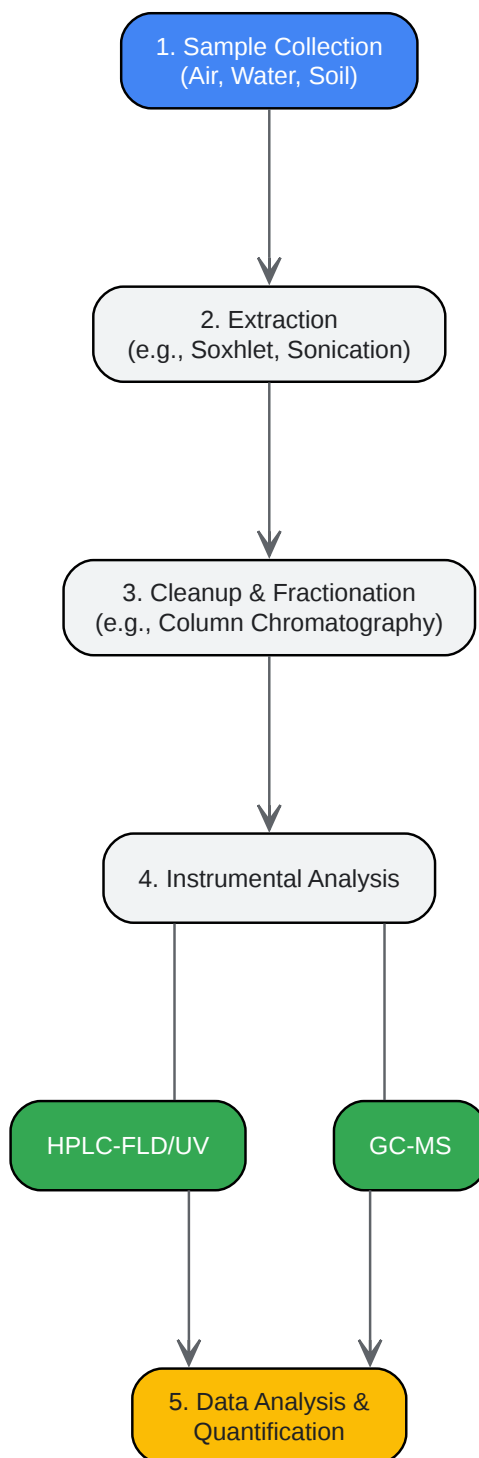 1. Sample Collection
(Air, Water, Soil)
2. Extraction
(e.g., Soxhlet, Sonication)
3. Cleanup & Fractionation
(e.g., Column Chromatography)
4. Instrumental Analysis
HPLC-FLD/UV
GC-MS
5. Data Analysis &
Quantification